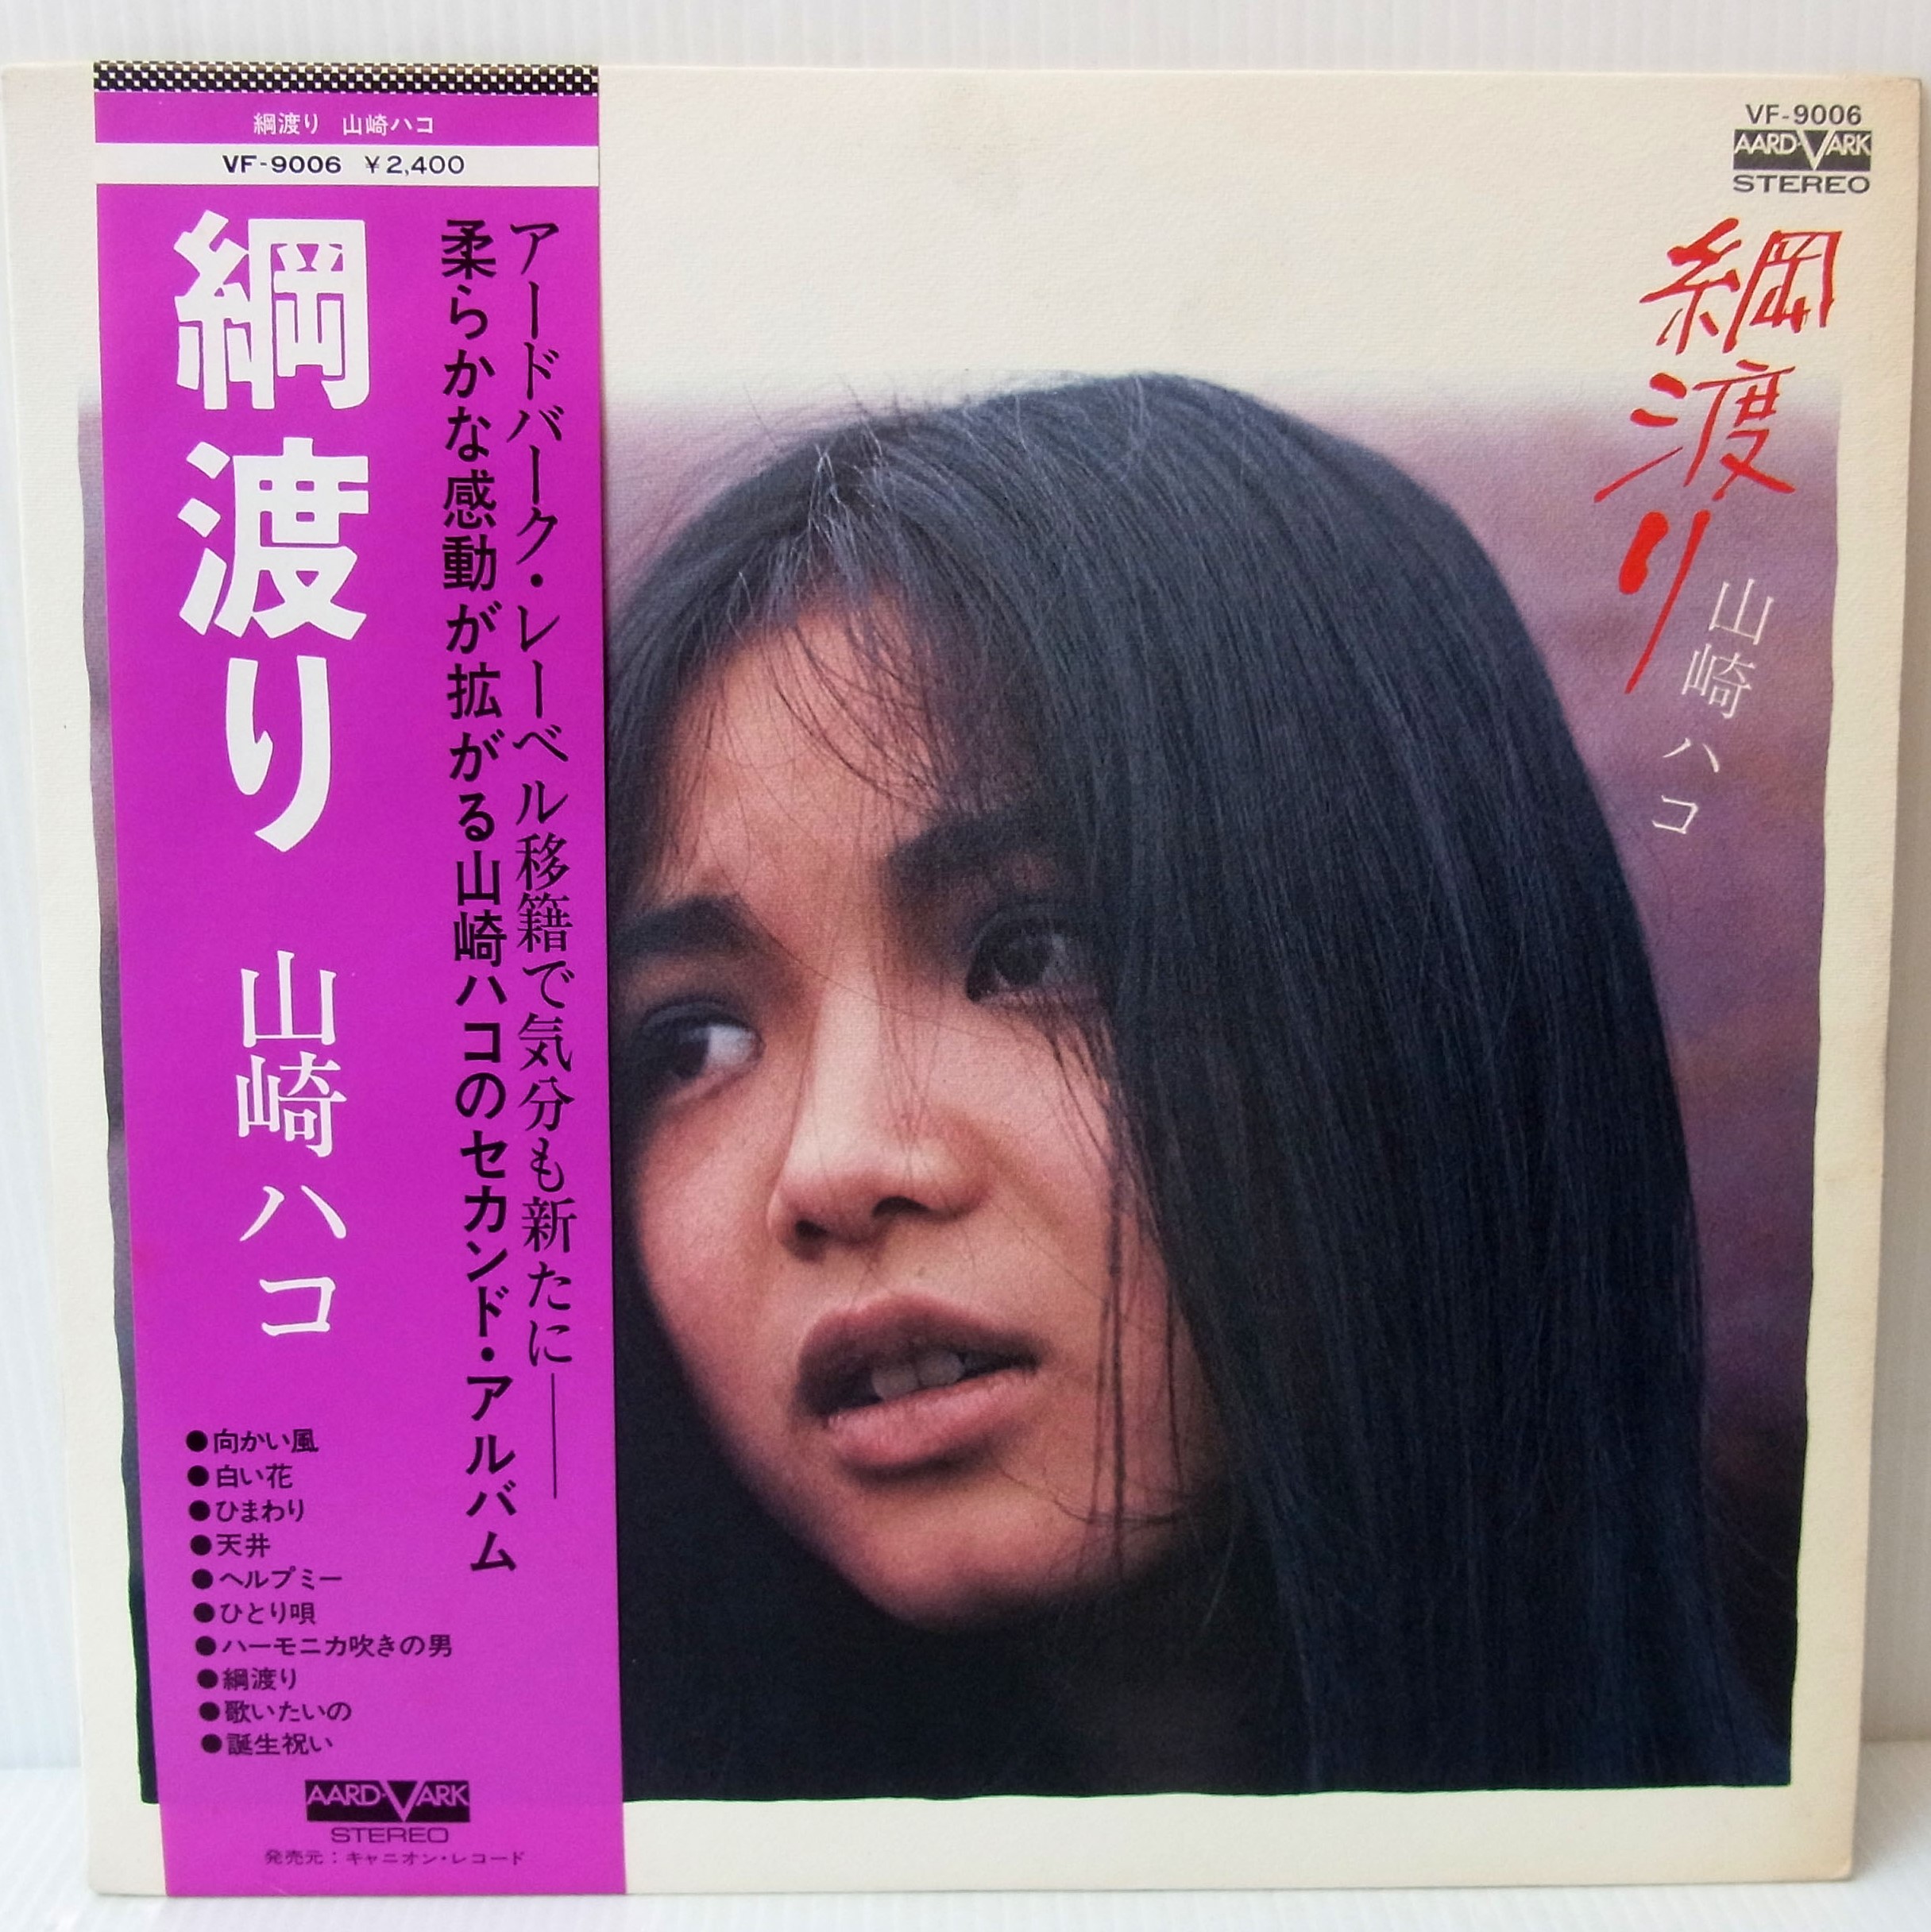 綱渡り 山崎ハコ
VF-9006 ¥2,400
アードバーク・レーベル移籍で気分も新たに——
柔らかな感動が拡がる山崎ハコのセカンド・アルバム
綱渡り 山崎ハコ
●向かい風
●白い花
●ひまわり
●天井
●ヘルプミー
●ひとり唄
●ハーモニカ吹きの男
●綱渡り
●歌いたいの
●誕生祝い
AARD-VARK
STEREO
発売元：キャニオン・レコード
VF-9006
AARD-VARK
STEREO
綱渡り
山崎ハコ